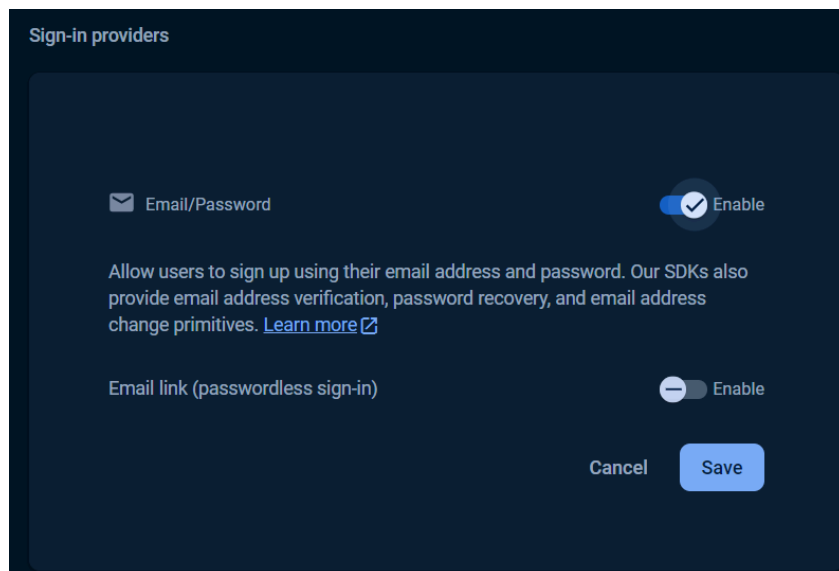 Sign-in providers
Email/Password
Enable
Allow users to sign up using their email address and password. Our SDKs also
provide email address verification, password recovery, and email address
change primitives. Learn more
Email link (passwordless sign-in)
Enable
Cancel
Save